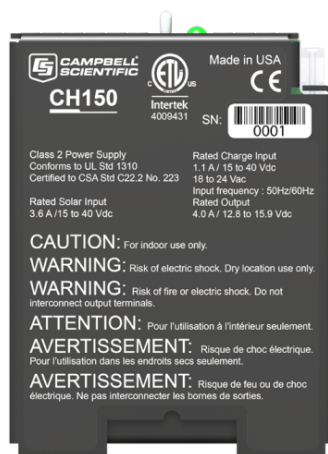 CAMPBELL
SCIENTIFIC
CH150
C
US
Intertek
4009431
Made in USA
CE
SN:
0001
Class 2 Power Supply
Conforms to UL Std 1310
Certified to CSA Std C22.2 No. 223
Rated Solar Input
3.6 A /15 to 40 Vdc
Rated Charge Input
1.1 A / 15 to 40 Vdc
18 to 24 Vac
Input frequency : 50Hz/60Hz
Rated Output
4.0 A / 12.8 to 15.9 Vdc
CAUTION: For indoor use only.
WARNING: Risk of electric shock. Dry location use only.
WARNING: Risk of fire or electric shock. Do not
interconnect output terminals.
ATTENTION: Pour l'utilisation à l'intérieur seulement.
AVERTISSEMENT: Risque de choc électrique.
Pour l'utilisation dans les endroits secs seulement.
AVERTISSEMENT: Risque de feu ou de choc
électrique. Ne pas interconnecter les bornes de sorties.